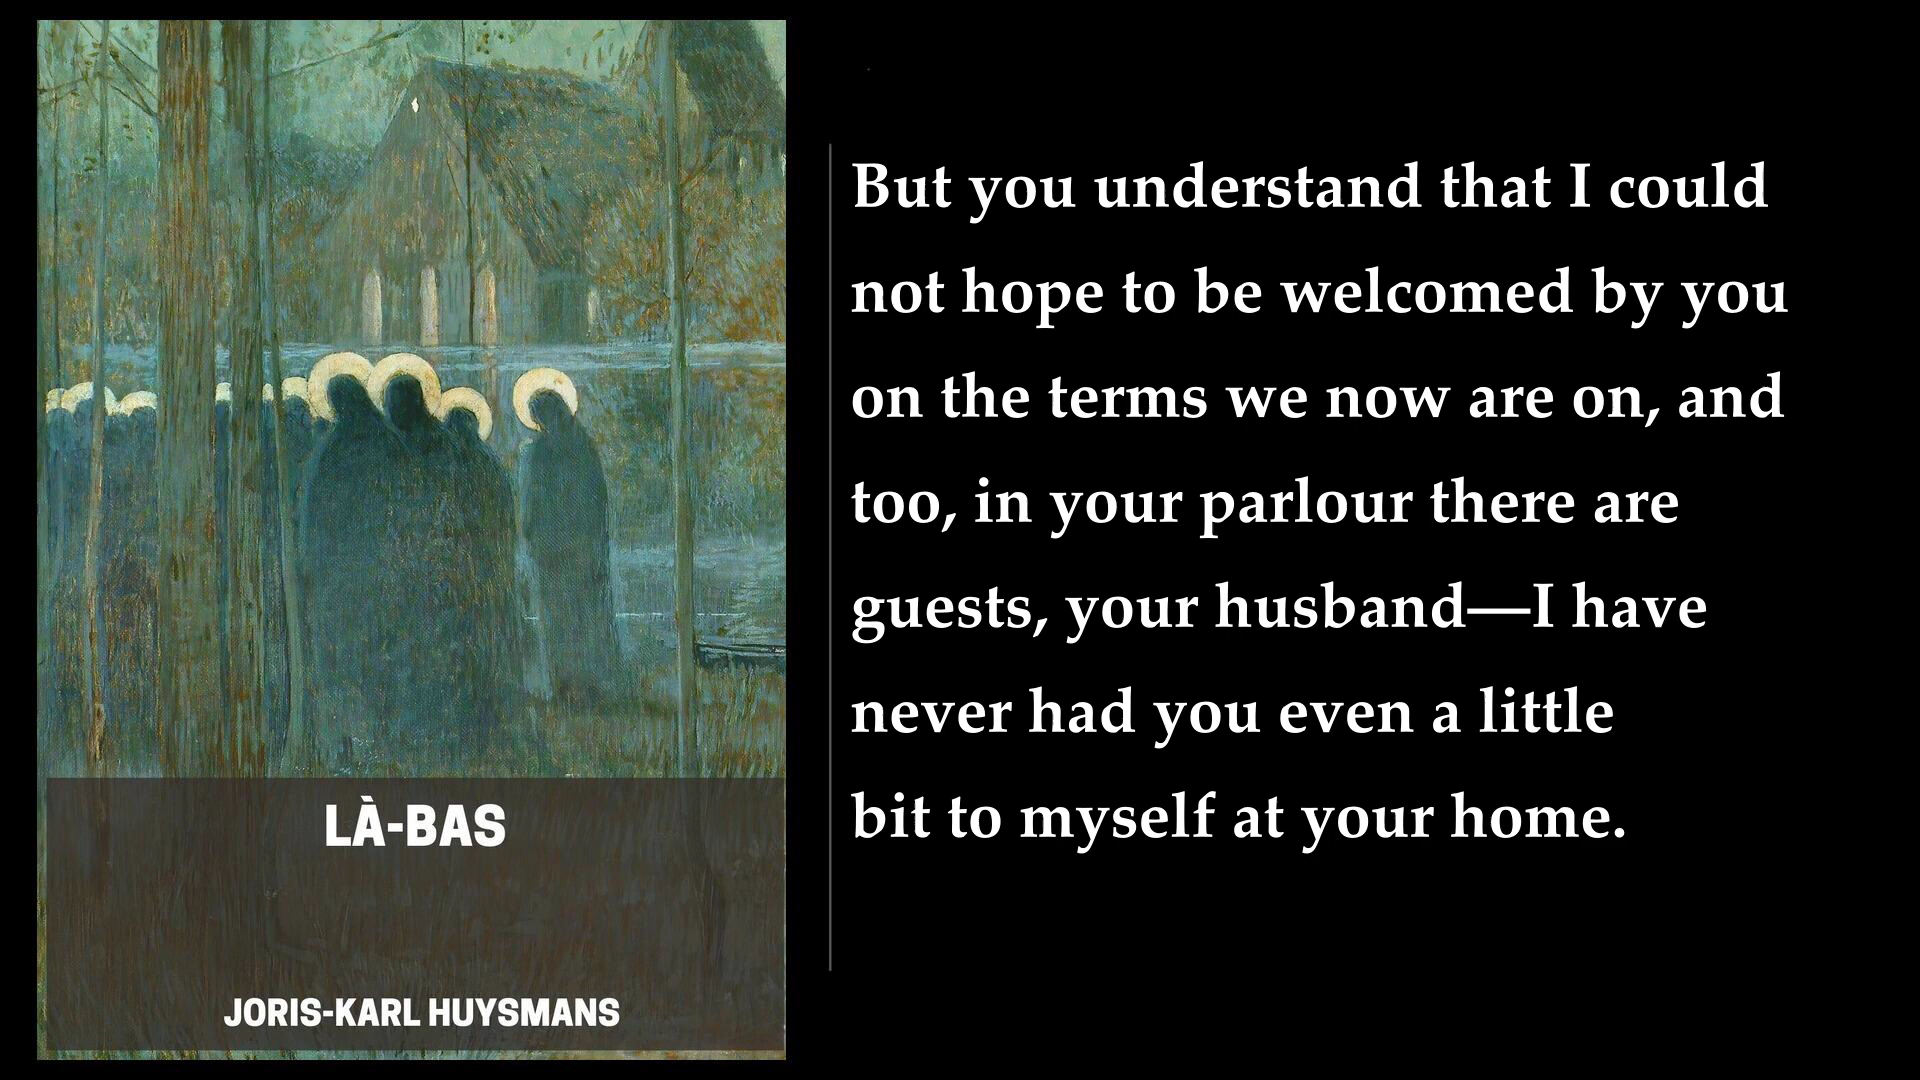 LÀ-BAS
JORIS-KARL HUYSMANS
But you understand that I could
not hope to be welcomed by you
on the terms we now are on, and
too, in your parlour there are
guests, your husband—I have
never had you even a little
bit to myself at your home.